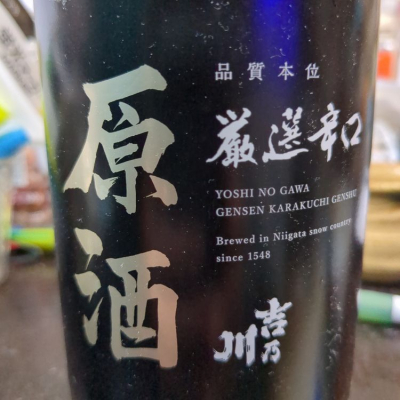 原酒
品質本位
厳選辛口
YOSHI NO GAWA
GENSEN KARAKUCHI GENSHU
Brewed in Niigata snow country
since 1548
吉乃川